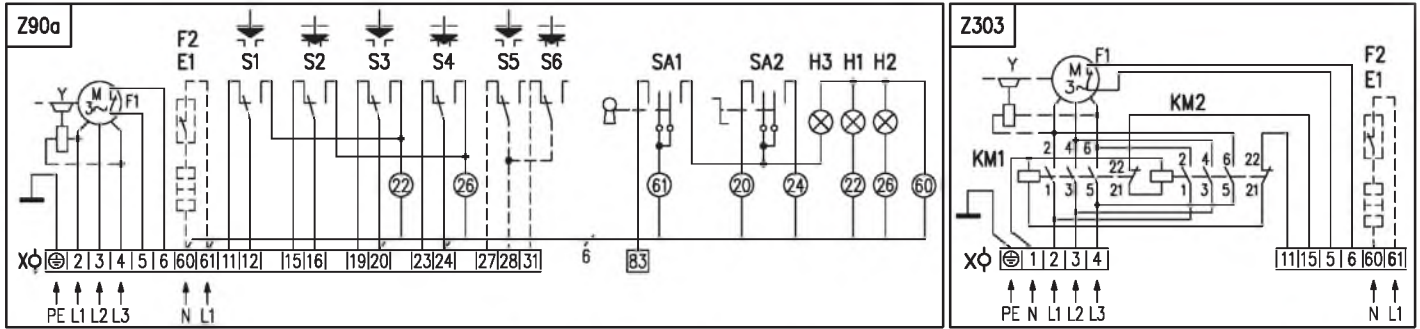 Z90a
F2
E1 S1 S2 S3 S4 S5 S6 SA1 SA2 H3 H1 H2
Y M 3~ F1
22 26 61 20 24 22 26 60
X 2 3 4 5 6 60 61 11 12 15 16 19 20 23 24 27 28 31 6 83
PE L1 L2 L3 N L1
Z303
F1 F2
Y M 3~ E1
KM2
2 4 6 2 4 6 22
KM1 22
1 3 5 21 1 3 5 21
X 1 2 3 4 11 15 5 6 60 61
PE N L1 L2 L3 N L1